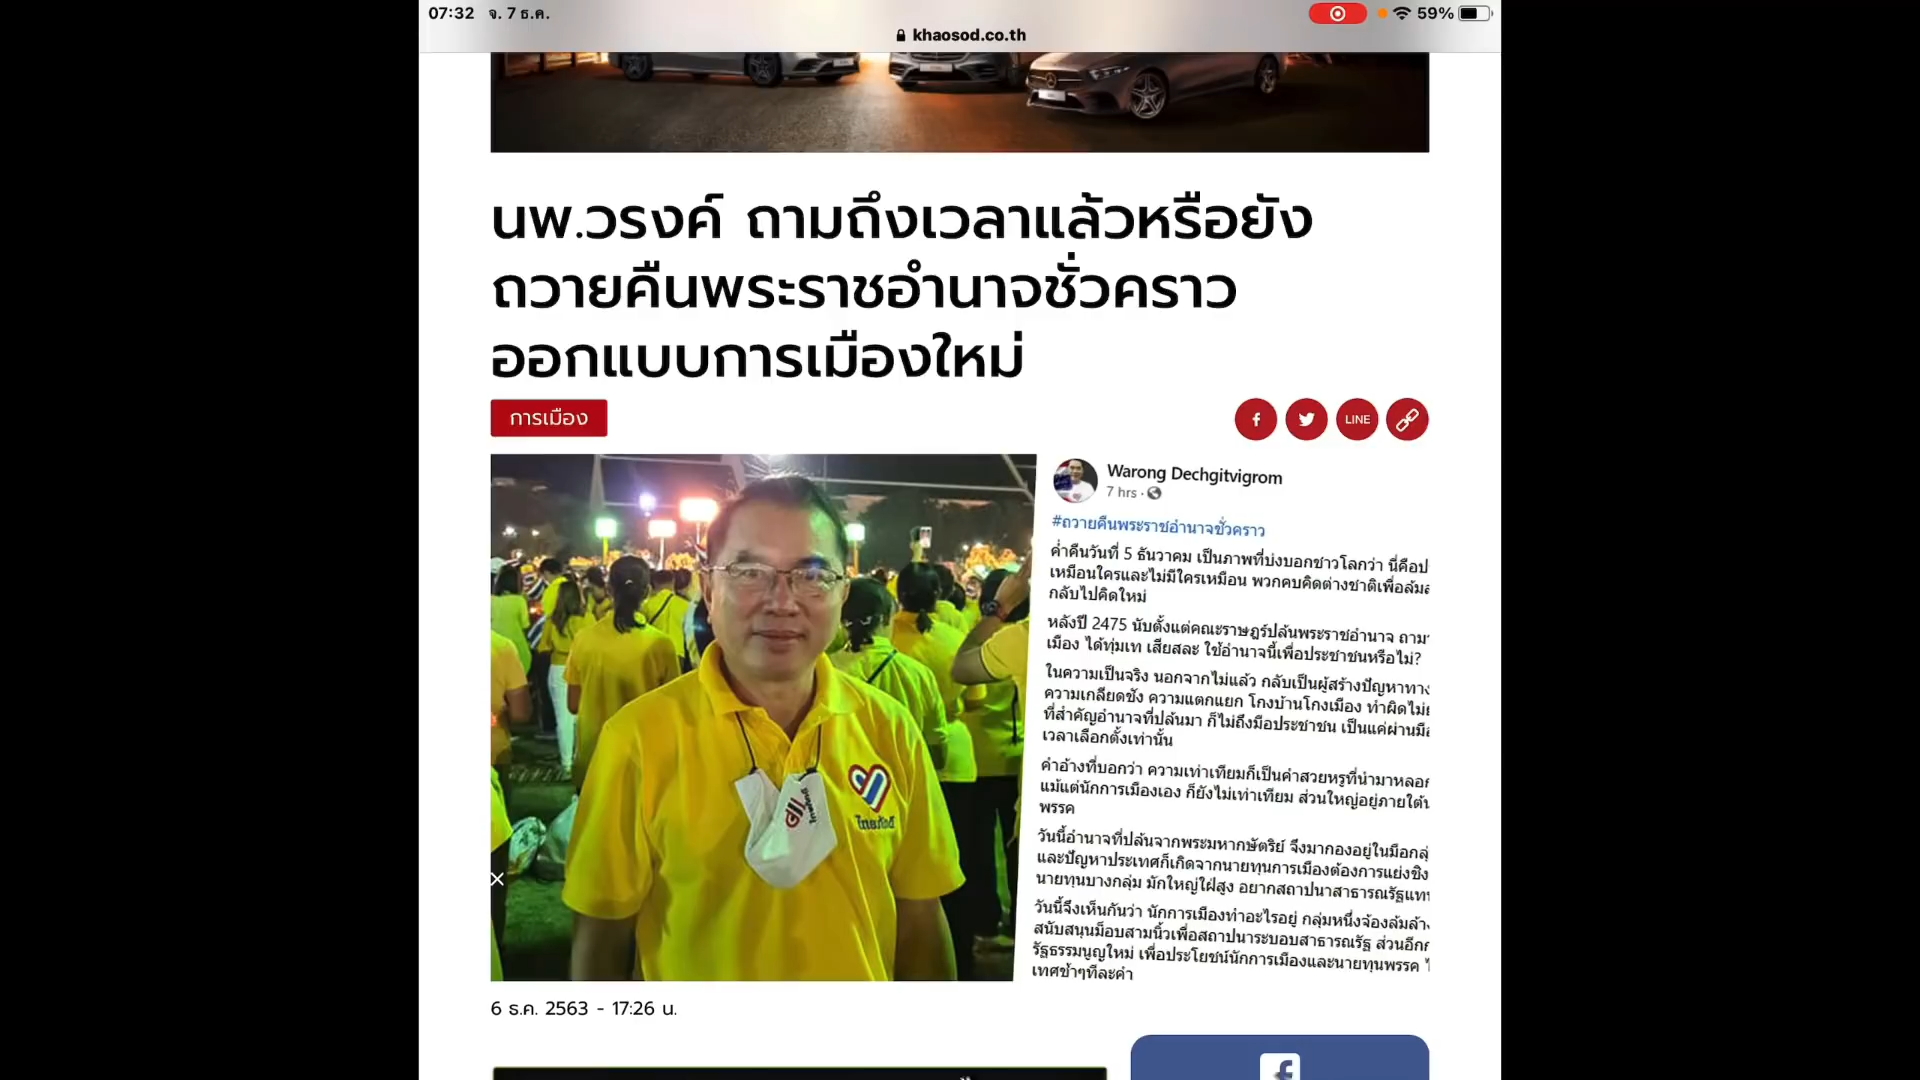 07:32 จ. 7 ธ.ค.
59%
khaosod.co.th
นพ.วรงค์ ถามถึงเวลาแล้วหรือยัง
ถวายคืนพระราชอำนาจชั่วคราว
ออกแบบการเมืองใหม่
การเมือง
LINE
Warong Dechgitvigrom
7 hrs
#ถวายคืนพระราชอำนาจชั่วคราว
ค่ำคืนวันที่ 5 ธันวาคม เป็นภาพที่บ่งบอกชาวโลกว่า นี่คือป
เหมือนใครและไม่มีใครเหมือน พวกคบคิดต่างชาติเพื่อล้ม
กลับไปคิดใหม่
หลังปี 2475 นับตั้งแต่คณะราษฎร์ปล้นพระราชอำนาจ ถาม
เมือง ได้ทุ่มเท เสียสละ ใช้อำนาจนี้เพื่อประชาชนหรือไม่?
ในความเป็นจริง นอกจากไม่แล้ว กลับเป็นผู้สร้างปัญหาทาง
ความเกลียดชัง ความแตกแยก โกงบ้านโกงเมือง ทำผิดไม่
ที่สำคัญอำนาจที่ปล้นมา ก็ไม่ถึงมือประชาชน เป็นแค่ผ่านมือ
เวลาเลือกตั้งเท่านั้น
คำอ้างที่บอกว่า ความเท่าเทียมก็เป็นคำสวยหรูที่นำมาหลอก
แม้แต่นักการเมืองเอง ก็ยังไม่เท่าเทียม ส่วนใหญ่อยู่ภายใต้
พรรค
วันนี้อำนาจที่ปล้นจากพระมหากษัตริย์ จึงมากองอยู่ในมือกลุ่
และปัญหาประเทศก็เกิดจากนายทุนการเมืองต้องการแย่งชิง
นายทุนบางกลุ่ม มักใหญ่ใฝ่สูง อยากสถาปนาสาธารณรัฐแท
วันนี้จึงเห็นกันว่า นักการเมืองทำอะไรอยู่ กลุ่มหนึ่งจ้องล้มล้าง
สนับสนุนม็อบสามนิ้วเพื่อสถาปนาระบอบสาธารณรัฐ ส่วนอีก
รัฐธรรมนูญใหม่ เพื่อประโยชน์นักการเมืองและนายทุนพรรค
เทศซ้ำๆทีละคำ
ไทยภักดี
6 ธ.ค. 2563 - 17:26 น.